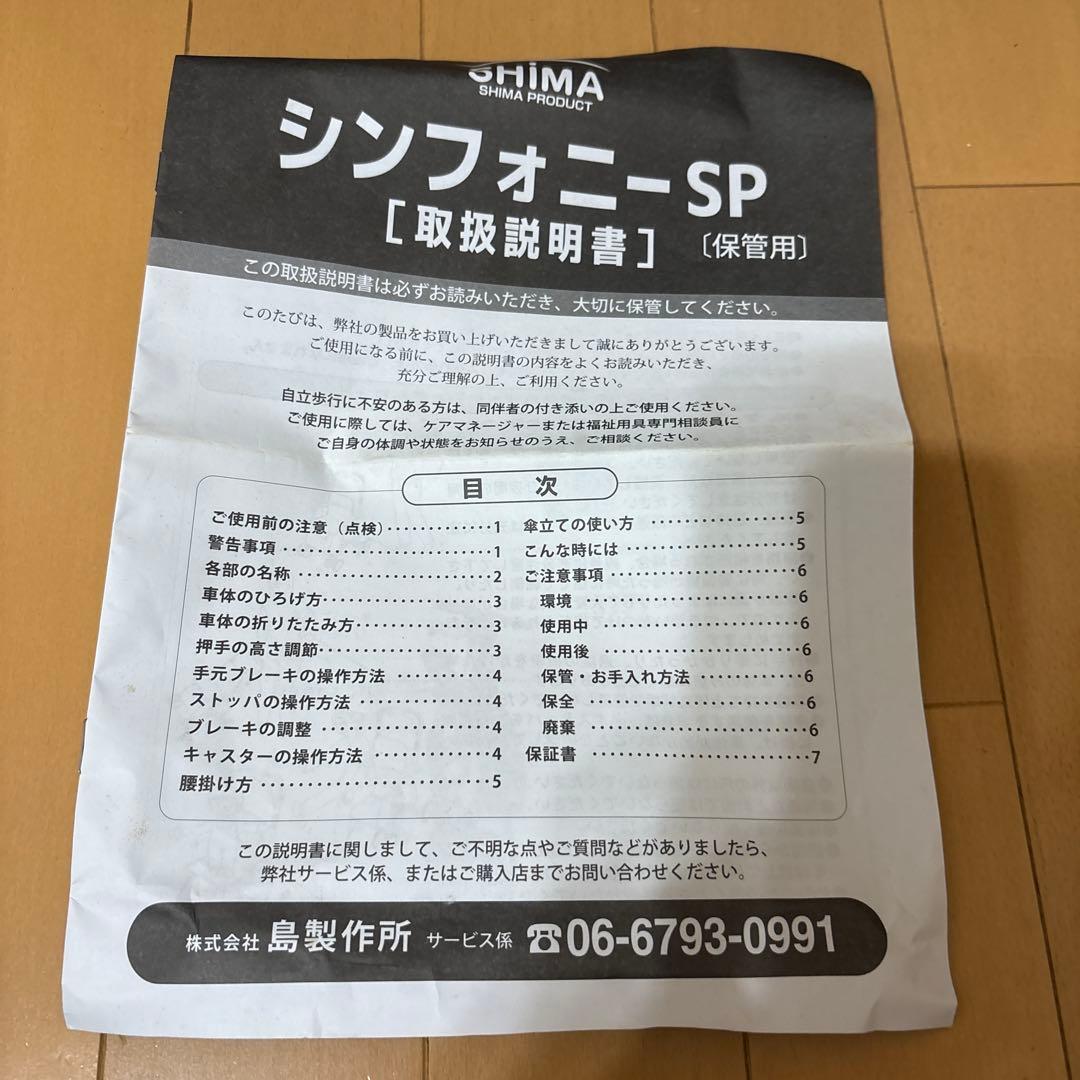 SHiMA
SHIMA PRODUCT
シンフォニーSP
[取扱説明書] 〔保管用〕
この取扱説明書は必ずお読みいただき、大切に保管してください。
このたびは、弊社の製品をお買い上げいただきまして誠にありがとうございます。
ご使用になる前に、この説明書の内容をよくお読みいただき、
充分ご理解の上、ご利用ください。
自立歩行に不安のある方は、同伴者の付き添いの上ご使用ください。
ご使用に際しては、ケアマネージャーまたは福祉用具専門相談員に
ご自身の体調や状態をお知らせのうえ、ご相談ください。
目 次
ご使用前の注意（点検）‥‥‥‥‥1
警告事項‥‥‥‥‥‥‥‥‥‥1
各部の名称‥‥‥‥‥‥‥‥‥2
車体のひろげ方‥‥‥‥‥‥‥‥3
車体の折りたたみ方‥‥‥‥‥‥3
押手の高さ調節‥‥‥‥‥‥‥‥3
手元ブレーキの操作方法‥‥‥‥4
ストッパの操作方法‥‥‥‥‥‥4
ブレーキの調整‥‥‥‥‥‥‥‥4
キャスターの操作方法‥‥‥‥‥4
腰掛け方‥‥‥‥‥‥‥‥‥‥5
傘立ての使い方‥‥‥‥‥‥‥5
こんな時には‥‥‥‥‥‥‥‥5
ご注意事項‥‥‥‥‥‥‥‥‥6
環境‥‥‥‥‥‥‥‥‥‥6
使用中‥‥‥‥‥‥‥‥‥6
使用後‥‥‥‥‥‥‥‥‥6
保管・お手入れ方法‥‥‥‥‥6
保全‥‥‥‥‥‥‥‥‥‥6
廃棄‥‥‥‥‥‥‥‥‥‥6
保証書‥‥‥‥‥‥‥‥‥‥7
この説明書に関しまして、ご不明な点やご質問などがありましたら、
弊社サービス係、またはご購入店までお問い合わせください。
株式会社 島製作所 サービス係 ☎06-6793-0991